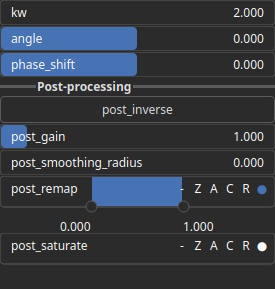 kw 2.000
angle 0.000
phase_shift 0.000
Post-processing
post_inverse
post_gain 1.000
post_smoothing_radius 0.000
post_remap - Z A C R
0.000 1.000
post_saturate - Z A C R